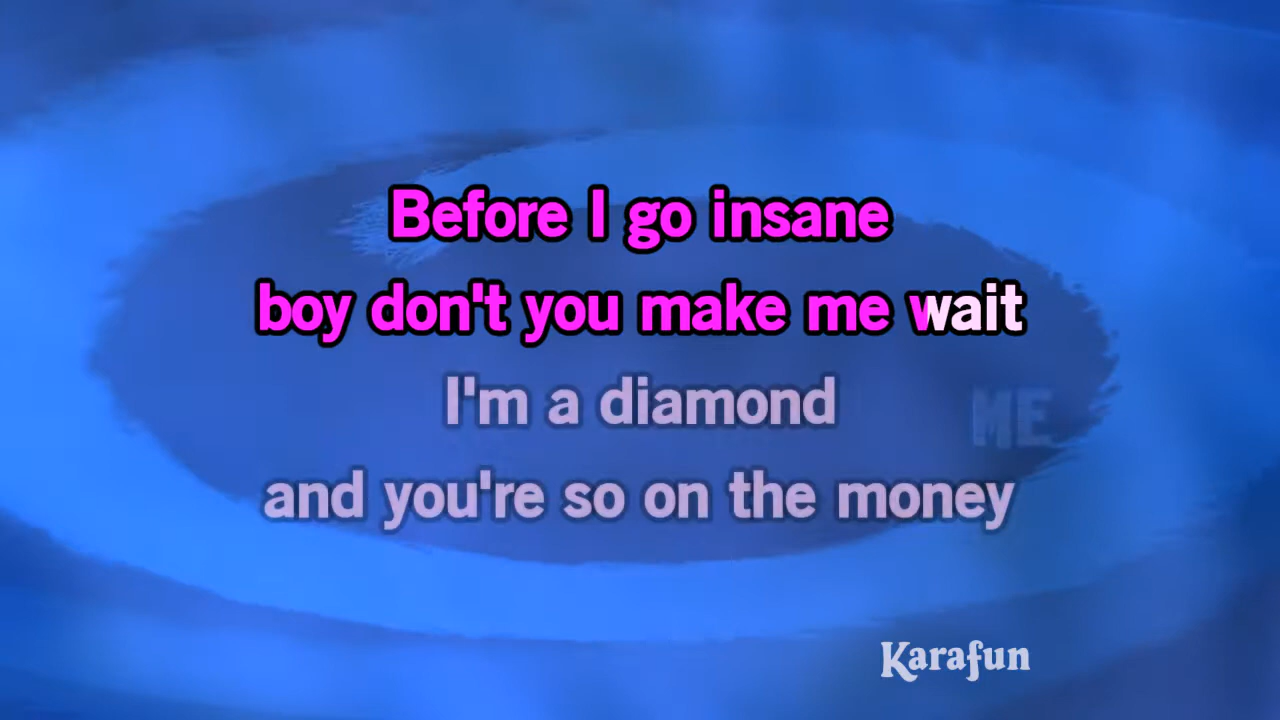 Before I go insane
boy don't you make me wait
I'm a diamond
ME
and you're so on the money
Karafun